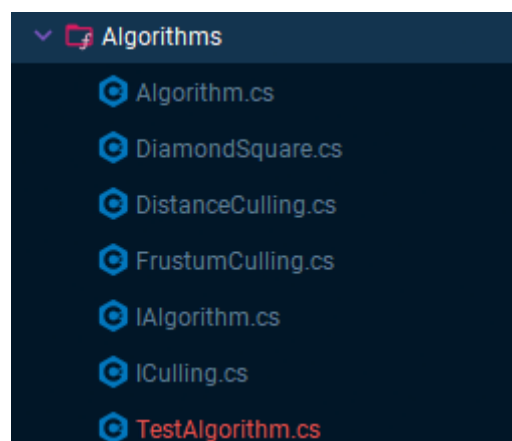 Algorithms
Algorithm.cs
DiamondSquare.cs
DistanceCulling.cs
FrustumCulling.cs
IAlgorithm.cs
ICulling.cs
TestAlgorithm.cs